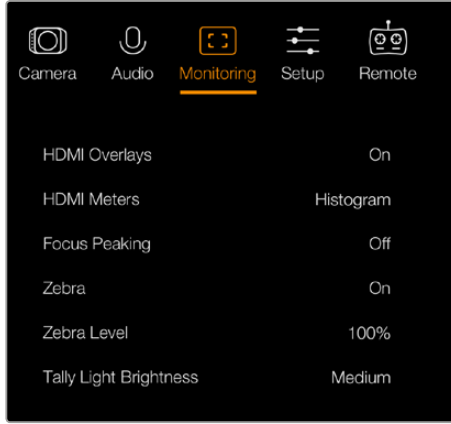 Camera Audio Monitoring Setup Remote
HDMI Overlays On
HDMI Meters Histogram
Focus Peaking Off
Zebra On
Zebra Level 100%
Tally Light Brightness Medium